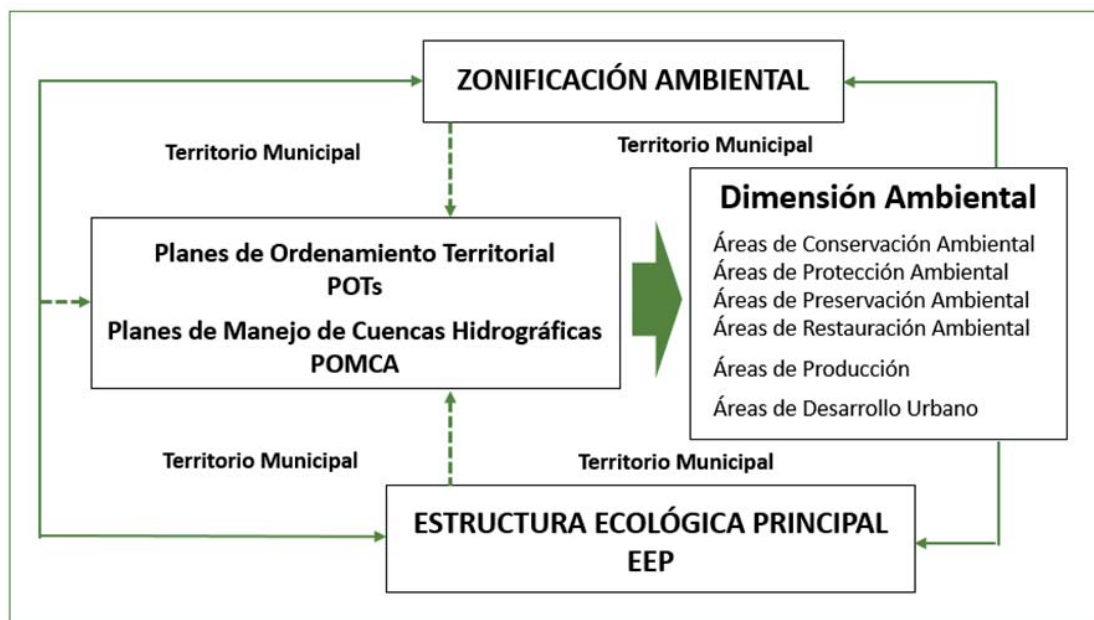 ZONIFICACIÓN AMBIENTAL
Territorio Municipal
Territorio Municipal
Planes de Ordenamiento Territorial
POTs
Planes de Manejo de Cuencas Hidrográficas
POMCA
Dimensión Ambiental
Áreas de Conservación Ambiental
Áreas de Protección Ambiental
Áreas de Preservación Ambiental
Áreas de Restauración Ambiental
Áreas de Producción
Áreas de Desarrollo Urbano
Territorio Municipal
Territorio Municipal
ESTRUCTURA ECOLÓGICA PRINCIPAL
EEP